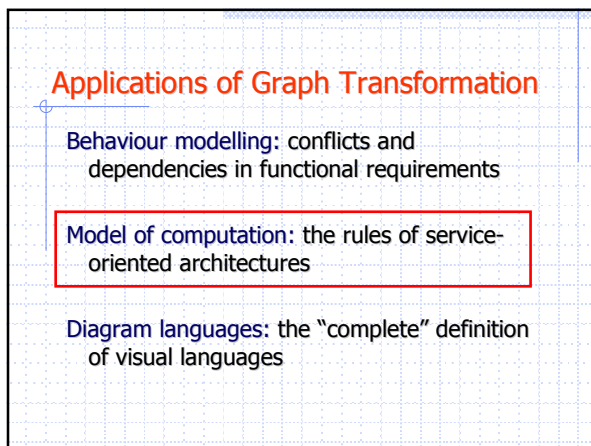 Applications of Graph Transformation
Behaviour modelling: conflicts and
dependencies in functional requirements
Model of computation: the rules of service-
oriented architectures
Diagram languages: the “complete” definition
of visual languages